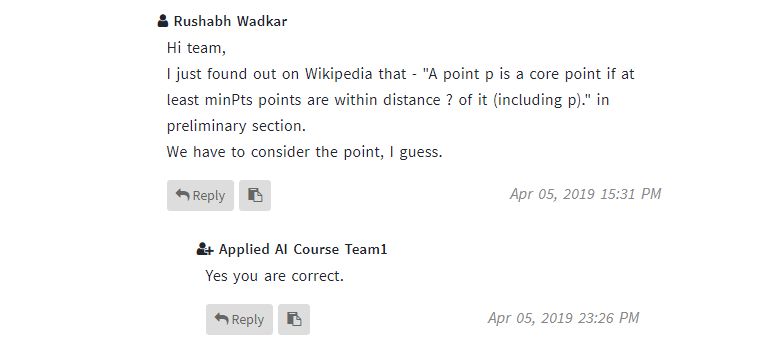 Rushabh Wadkar
Hi team,
I just found out on Wikipedia that - "A point p is a core point if at
least minPts points are within distance ? of it (including p)." in
preliminary section.
We have to consider the point, I guess.
Reply
Apr 05, 2019 15:31 PM
Applied AI Course Team1
Yes you are correct.
Reply
Apr 05, 2019 23:26 PM